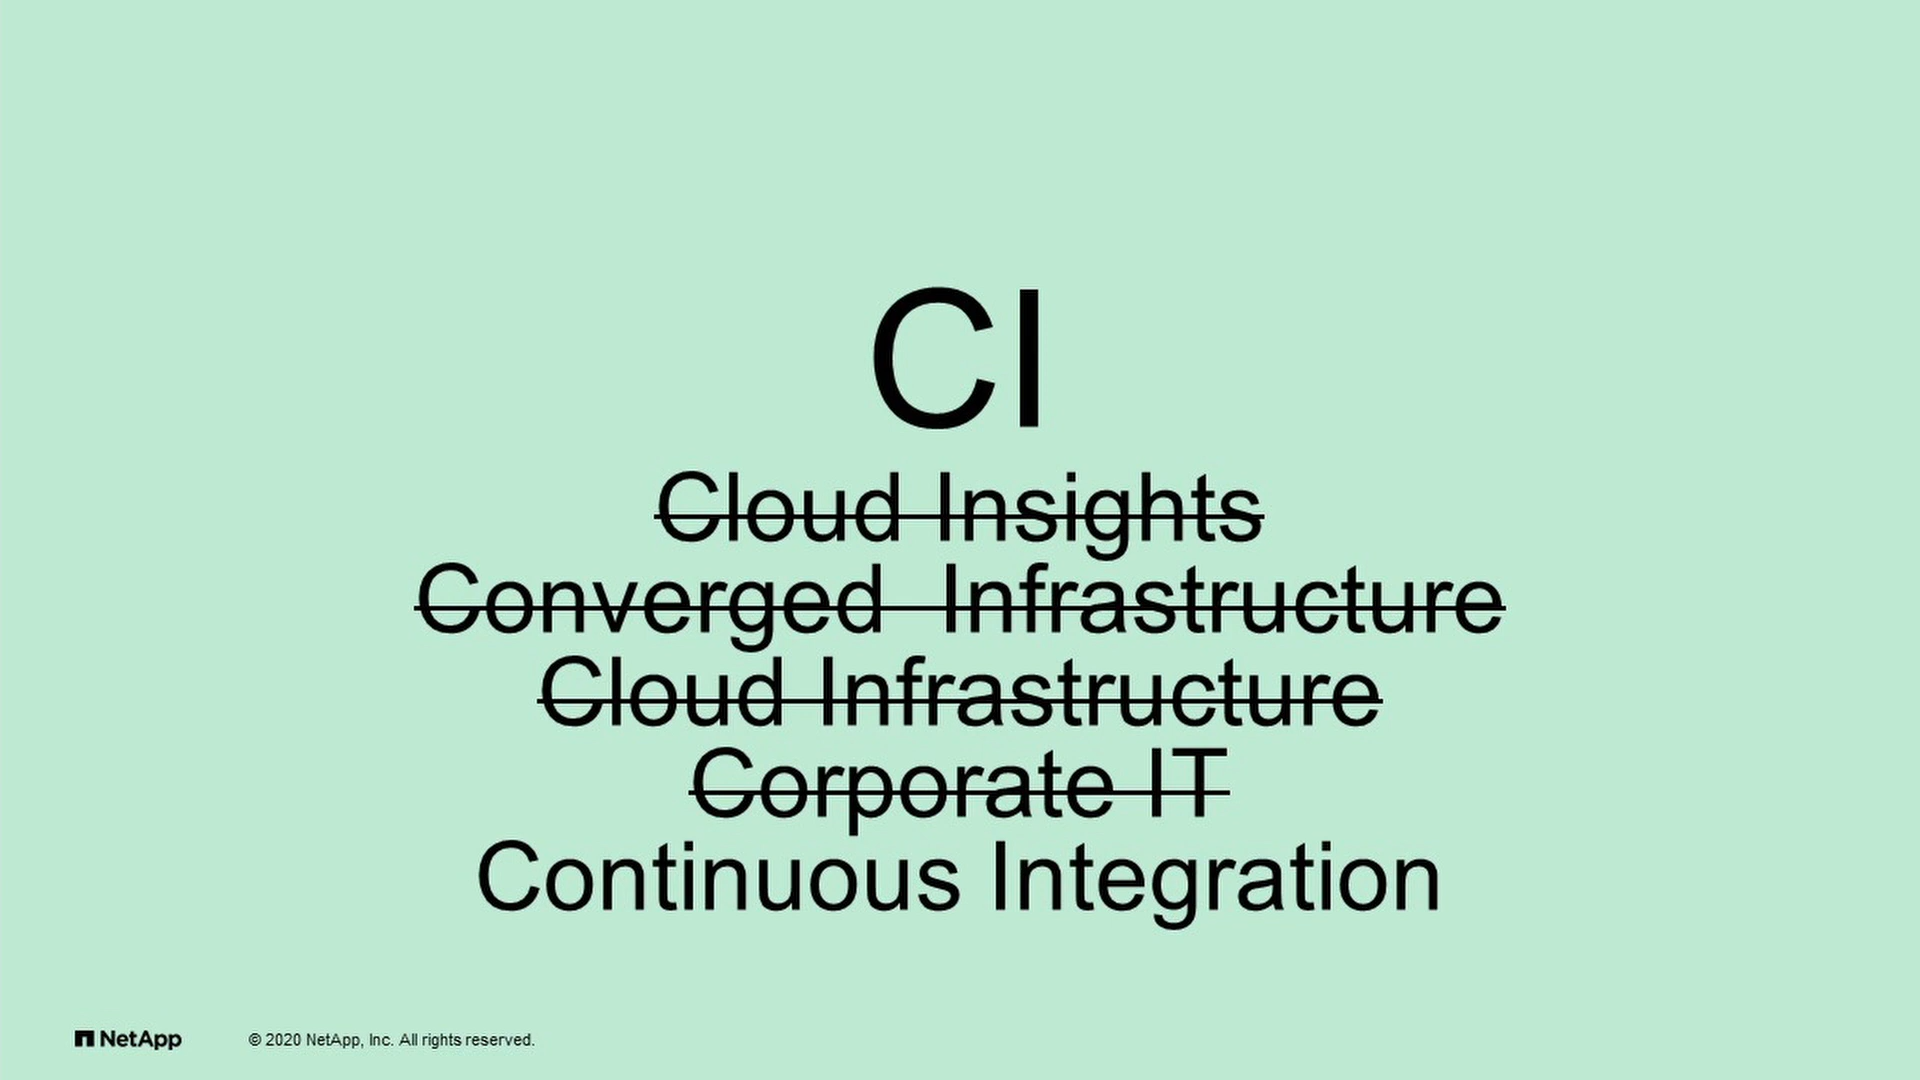 CI
Cloud Insights
Converged  Infrastructure
Cloud Infrastructure
Corporate IT
Continuous Integration
NetApp © 2020 NetApp, Inc. All rights reserved.